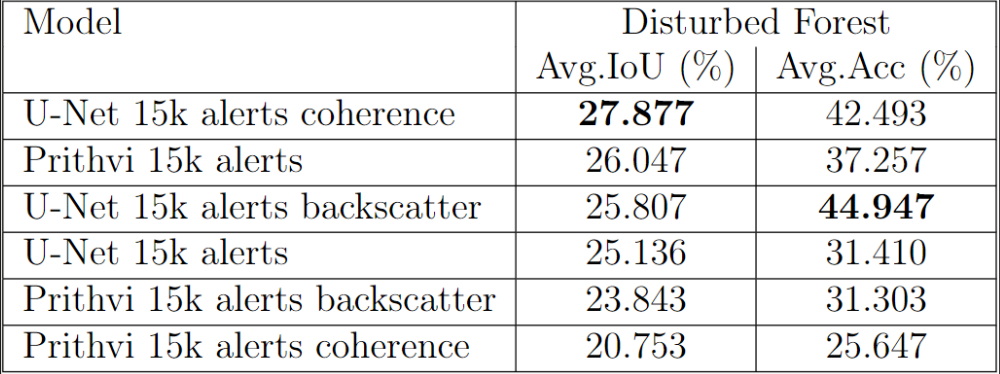 Model Disturbed Forest
Avg.IoU (%) Avg.Acc (%)
U-Net 15k alerts coherence 27.877 42.493
Prithvi 15k alerts 26.047 37.257
U-Net 15k alerts backscatter 25.807 44.947
U-Net 15k alerts 25.136 31.410
Prithvi 15k alerts backscatter 23.843 31.303
Prithvi 15k alerts coherence 20.753 25.647